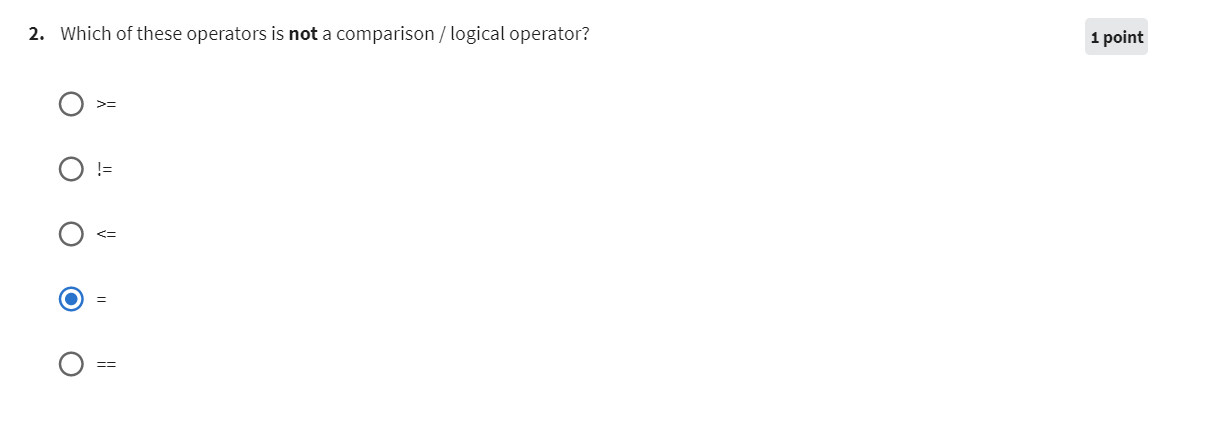 2. Which of these operators is not a comparison / logical operator?
1 point
>=
!=
<=
=
==